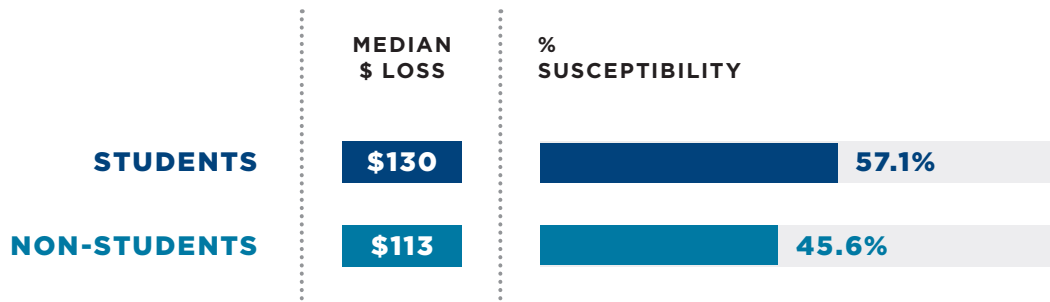 MEDIAN
$ LOSS
%
SUSCEPTIBILITY
STUDENTS
$130
57.1%
NON-STUDENTS
$113
45.6%